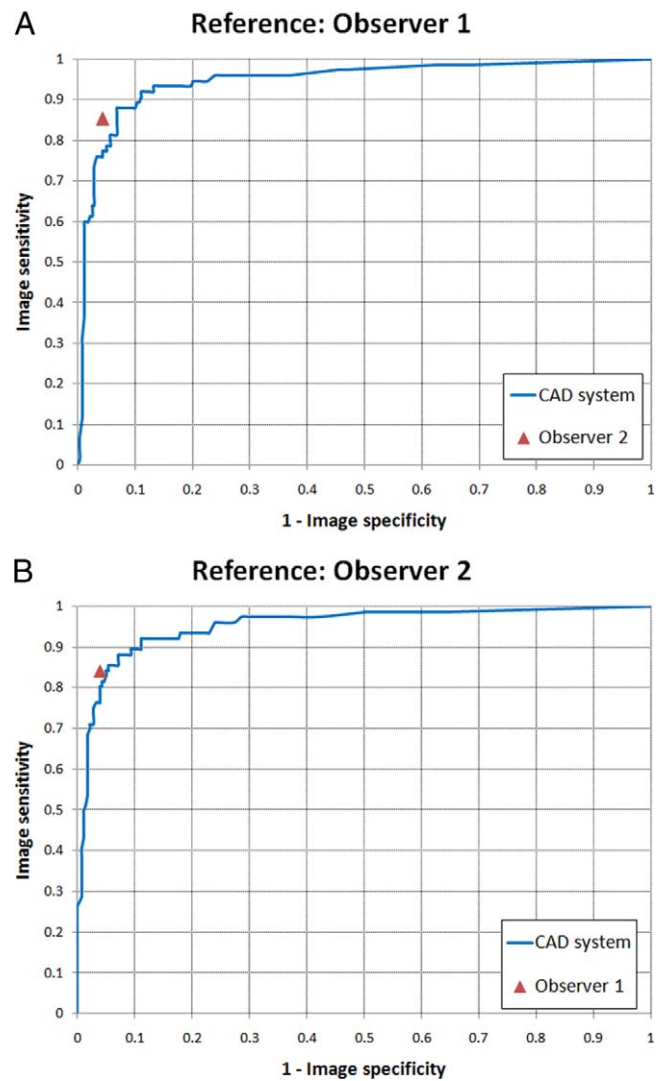 A
Reference: Observer 1
1
0.9
0.8
0.7
0.6
0.5
0.4
0.3
0.2
0.1
0
Image sensitivity
CAD system
Observer 2
0 0.1 0.2 0.3 0.4 0.5 0.6 0.7 0.8 0.9 1
1 - Image specificity
B
Reference: Observer 2
1
0.9
0.8
0.7
0.6
0.5
0.4
0.3
0.2
0.1
0
Image sensitivity
CAD system
Observer 1
0 0.1 0.2 0.3 0.4 0.5 0.6 0.7 0.8 0.9 1
1 - Image specificity